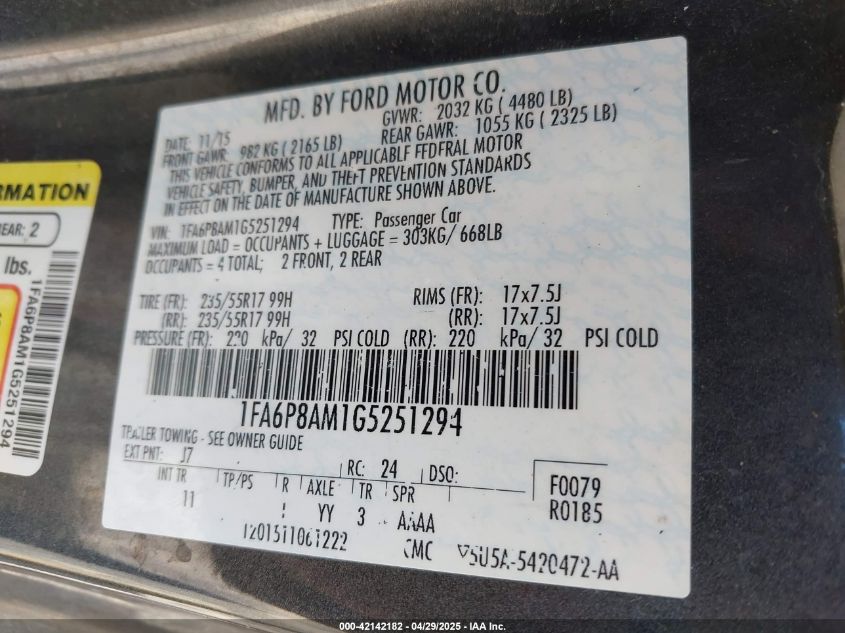 MFD. BY FORD MOTOR CO.
DATE: 11/15 GVWR: 2032 KG ( 4480 LB)
FRONT GAWR: 982 KG ( 2165 LB) REAR GAWR: 1055 KG ( 2325 LB)
THIS VEHICLE CONFORMS TO ALL APPLICABLE FEDERAL MOTOR
VEHICLE SAFETY, BUMPER, AND THEFT PREVENTION STANDARDS
IN EFFECT ON THE DATE OF MANUFACTURE SHOWN ABOVE.
VIN: 1FA6P8AM1G5251294 TYPE: Passenger Car
MAXIMUM LOAD = OCCUPANTS + LUGGAGE = 303KG/ 668LB
OCCUPANTS = 4 TOTAL; 2 FRONT, 2 REAR
TIRE (FR): 235/55R17 99H RIMS (FR): 17x7.5J
(RR): 235/55R17 99H (RR): 17x7.5J
PRESSURE (FR): 220 kPa/ 32 PSI COLD (RR): 220 kPa/ 32 PSI COLD
1FA6P8AM1G5251294
TRAILER TOWING - SEE OWNER GUIDE
EXT PNT: J7 RC: 24 DSO:
INT TR TP/PS R AXLE TR SPR F0079
11 YY 3 AAAA R0185
CMC 5U5A-5420472-AA
RMATION
REAR: 2
lbs.
1FA6P8AM1G5251294
000-42142182 - 04/29/2025 - IAA Inc.